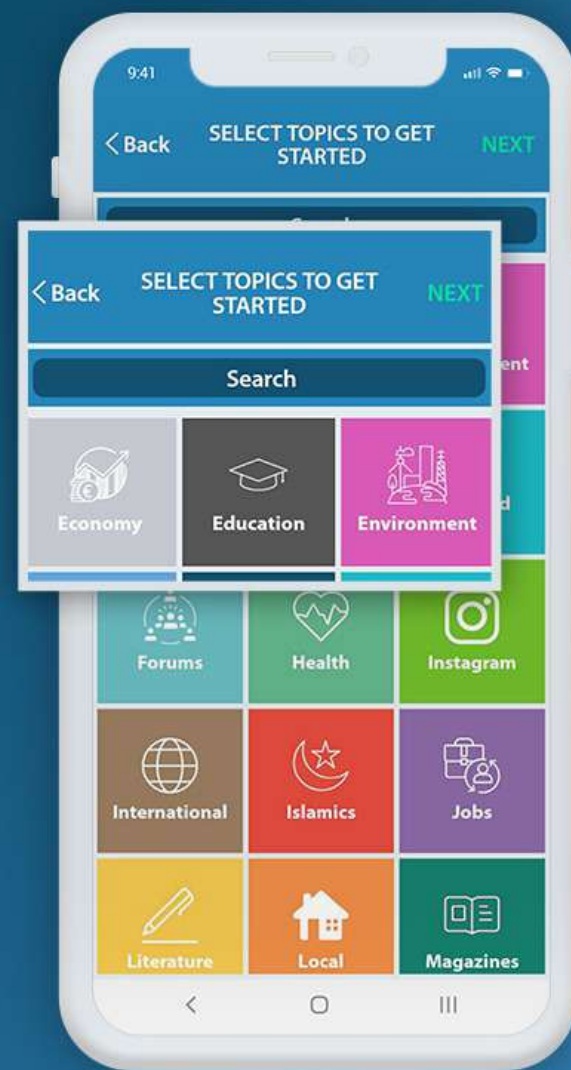 9:41
< Back
SELECT TOPICS TO GET
STARTED
NEXT
< Back
SELECT TOPICS TO GET
STARTED
NEXT
Search
ent
Economy
Education
Environment
d
Forums
Health
Instagram
International
Islamics
Jobs
Literature
Local
Magazines